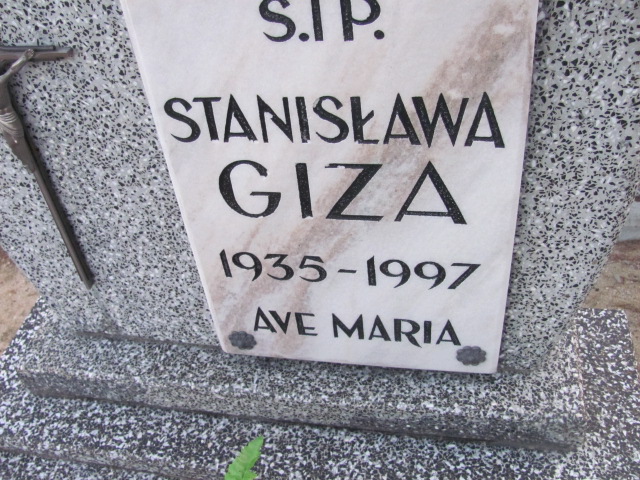 Ś.†P.
STANISŁAWA
GIZA
1935-1997
AVE MARIA